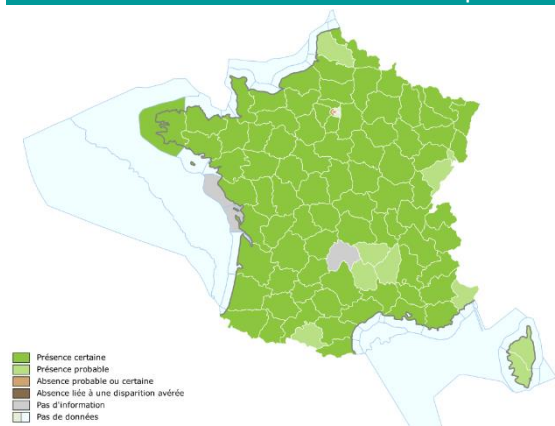 Présence certaine
Présence probable
Absence probable ou certaine
Absence liée à une disparition avérée
Pas d'information
Pas de données